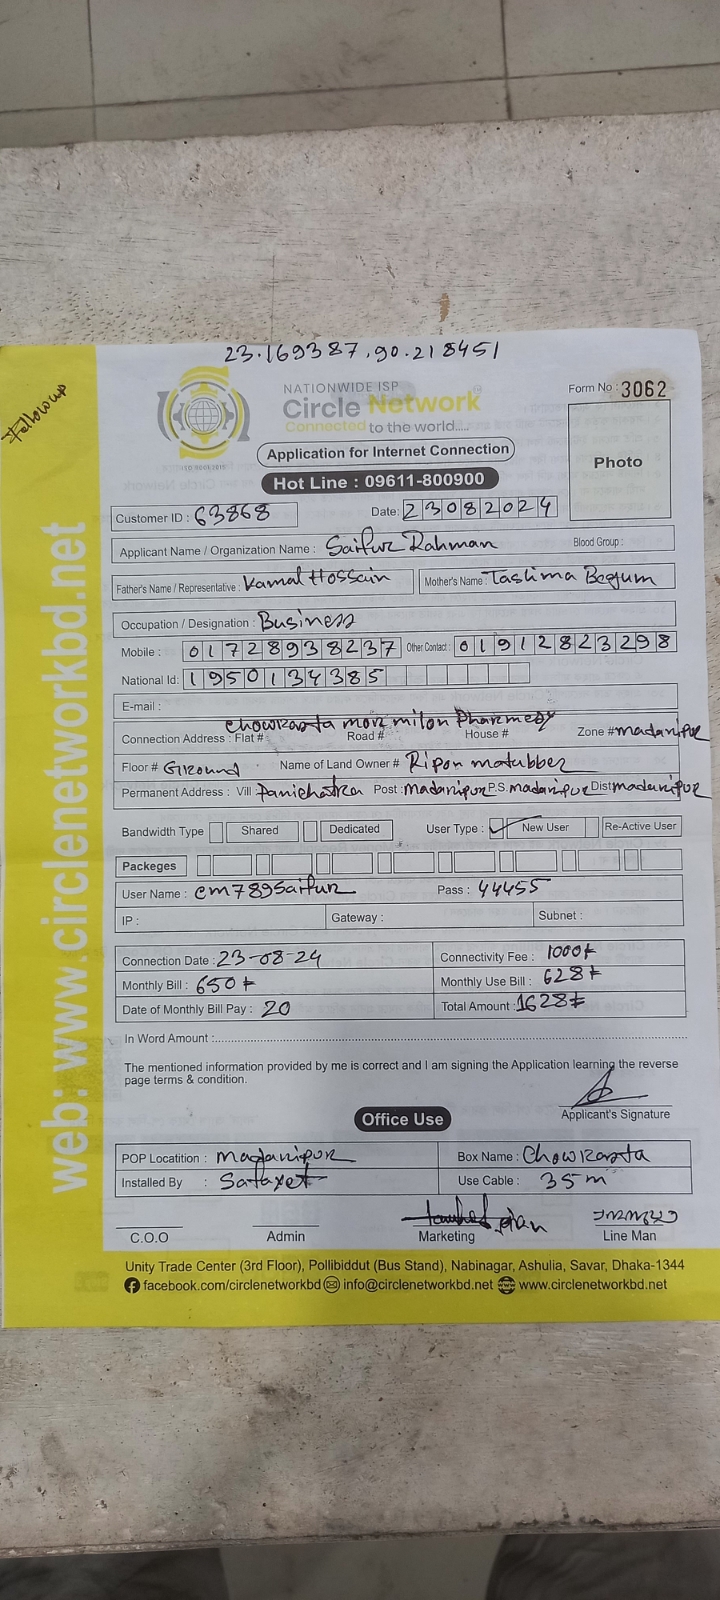 23.169387,90.218451
Follow up
NATIONWIDE ISP
Circle Network
Connected to the world.....
Form No : 3062
Photo
Application for Internet Connection
Hot Line : 09611-800900
Customer ID : 63868 Date: 23082024
Applicant Name / Organization Name : Saifur Rahman Blood Group :
Father's Name / Representative : Kamal Hossain Mother's Name : Taslima Begum
Occupation / Designation : Business
Mobile : 01728938237 Other Contact : 01912823298
National Id: 1950134385
E-mail :
chowrasta mor milon Pharmecy
Connection Address : Flat # Road # House # Zone # madaripur
Floor # Ground Name of Land Owner # Ripon matubber
Permanent Address : Vill Panichatra Post : madaripur P.S. madaripur Dist madaripur
Bandwidth Type Shared Dedicated User Type : ✓ New User Re-Active User
Packeges
User Name : cm789saifur Pass : 44455
IP : Gateway : Subnet :
Connection Date : 23-08-24 Connectivity Fee : 1000৳
Monthly Bill : 650৳ Monthly Use Bill : 628৳
Date of Monthly Bill Pay : 20 Total Amount : 1628৳
In Word Amount :
The mentioned information provided by me is correct and I am signing the Application learning the reverse
page terms & condition.
Applicant's Signature
Office Use
POP Locatition : madaripur Box Name : Chowrasta
Installed By : Safayet Use Cable : 35m
C.O.O Admin Marketing Line Man
Unity Trade Center (3rd Floor), Pollibiddut (Bus Stand), Nabinagar, Ashulia, Savar, Dhaka-1344
facebook.com/circlenetworkbd info@circlenetworkbd.net www.circlenetworkbd.net
web: www.circlenetworkbd.net